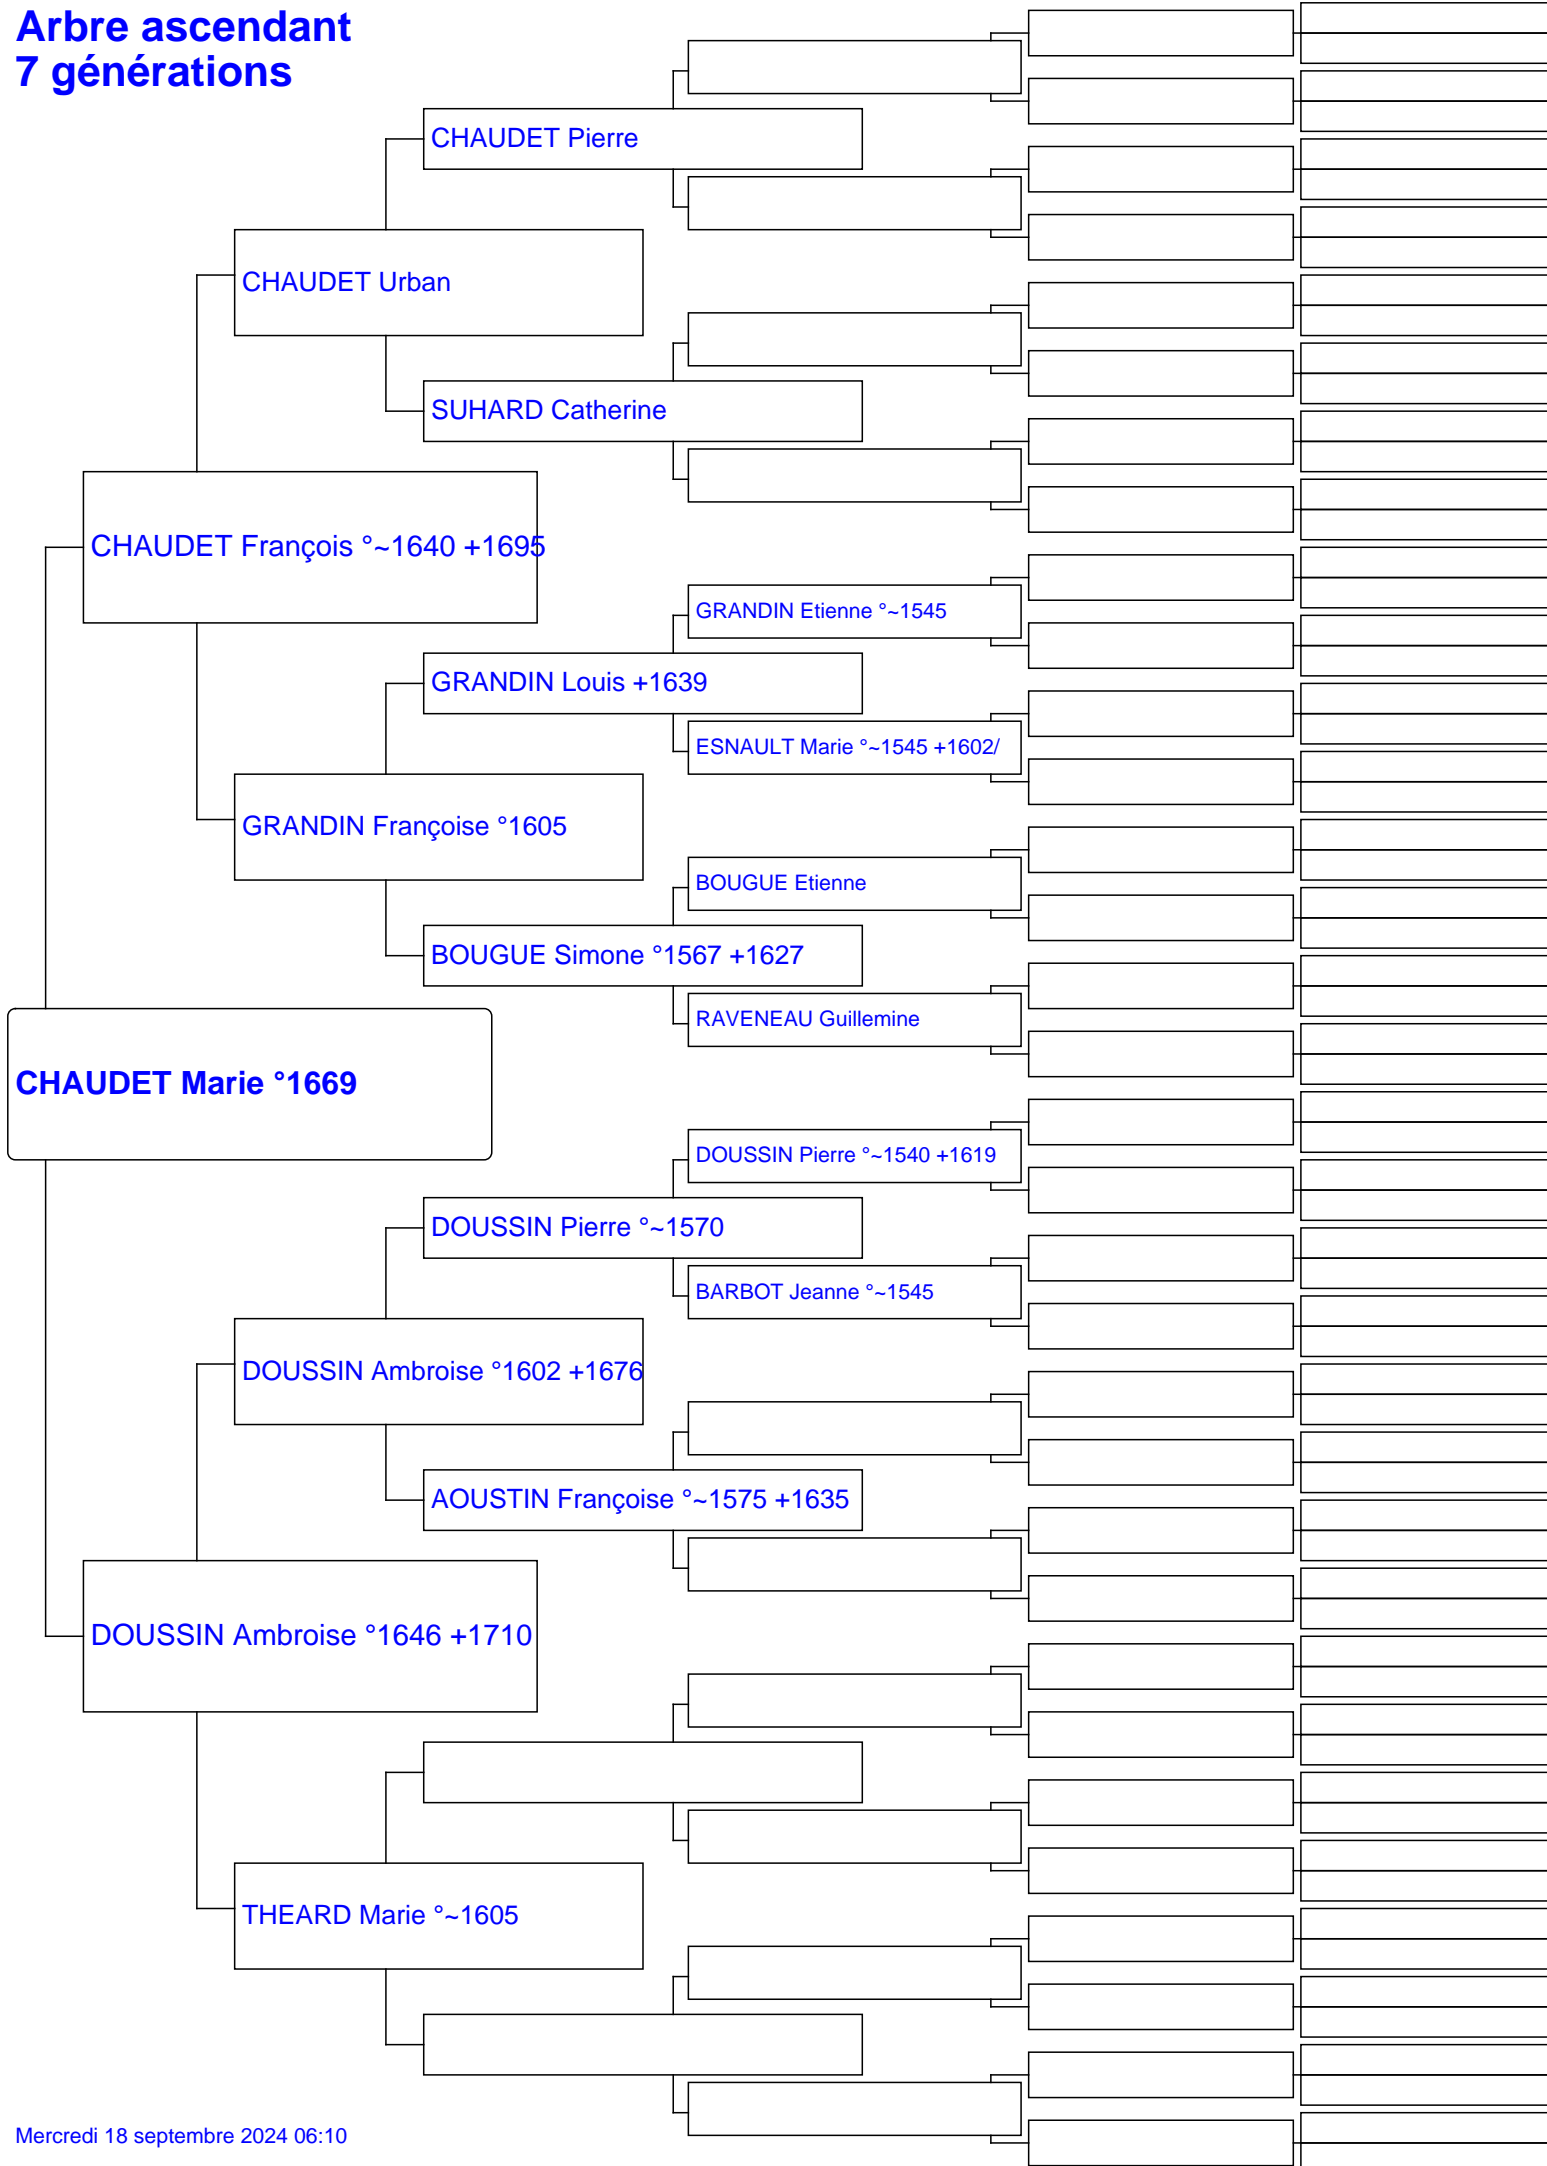 Arbre ascendant
7 générations
CHAUDET Pierre
CHAUDET Urban
SUHARD Catherine
CHAUDET François °~1640 +1695
GRANDIN Etienne °~1545
GRANDIN Louis +1639
ESNAULT Marie °~1545 +1602/
GRANDIN Françoise °1605
BOUGUE Etienne
BOUGUE Simone °1567 +1627
RAVENEAU Guillemine
CHAUDET Marie °1669
DOUSSIN Pierre °~1540 +1619
DOUSSIN Pierre °~1570
BARBOT Jeanne °~1545
DOUSSIN Ambroise °1602 +1676
AOUSTIN Françoise °~1575 +1635
DOUSSIN Ambroise °1646 +1710
THEARD Marie °~1605
Mercredi 18 septembre 2024 06:10